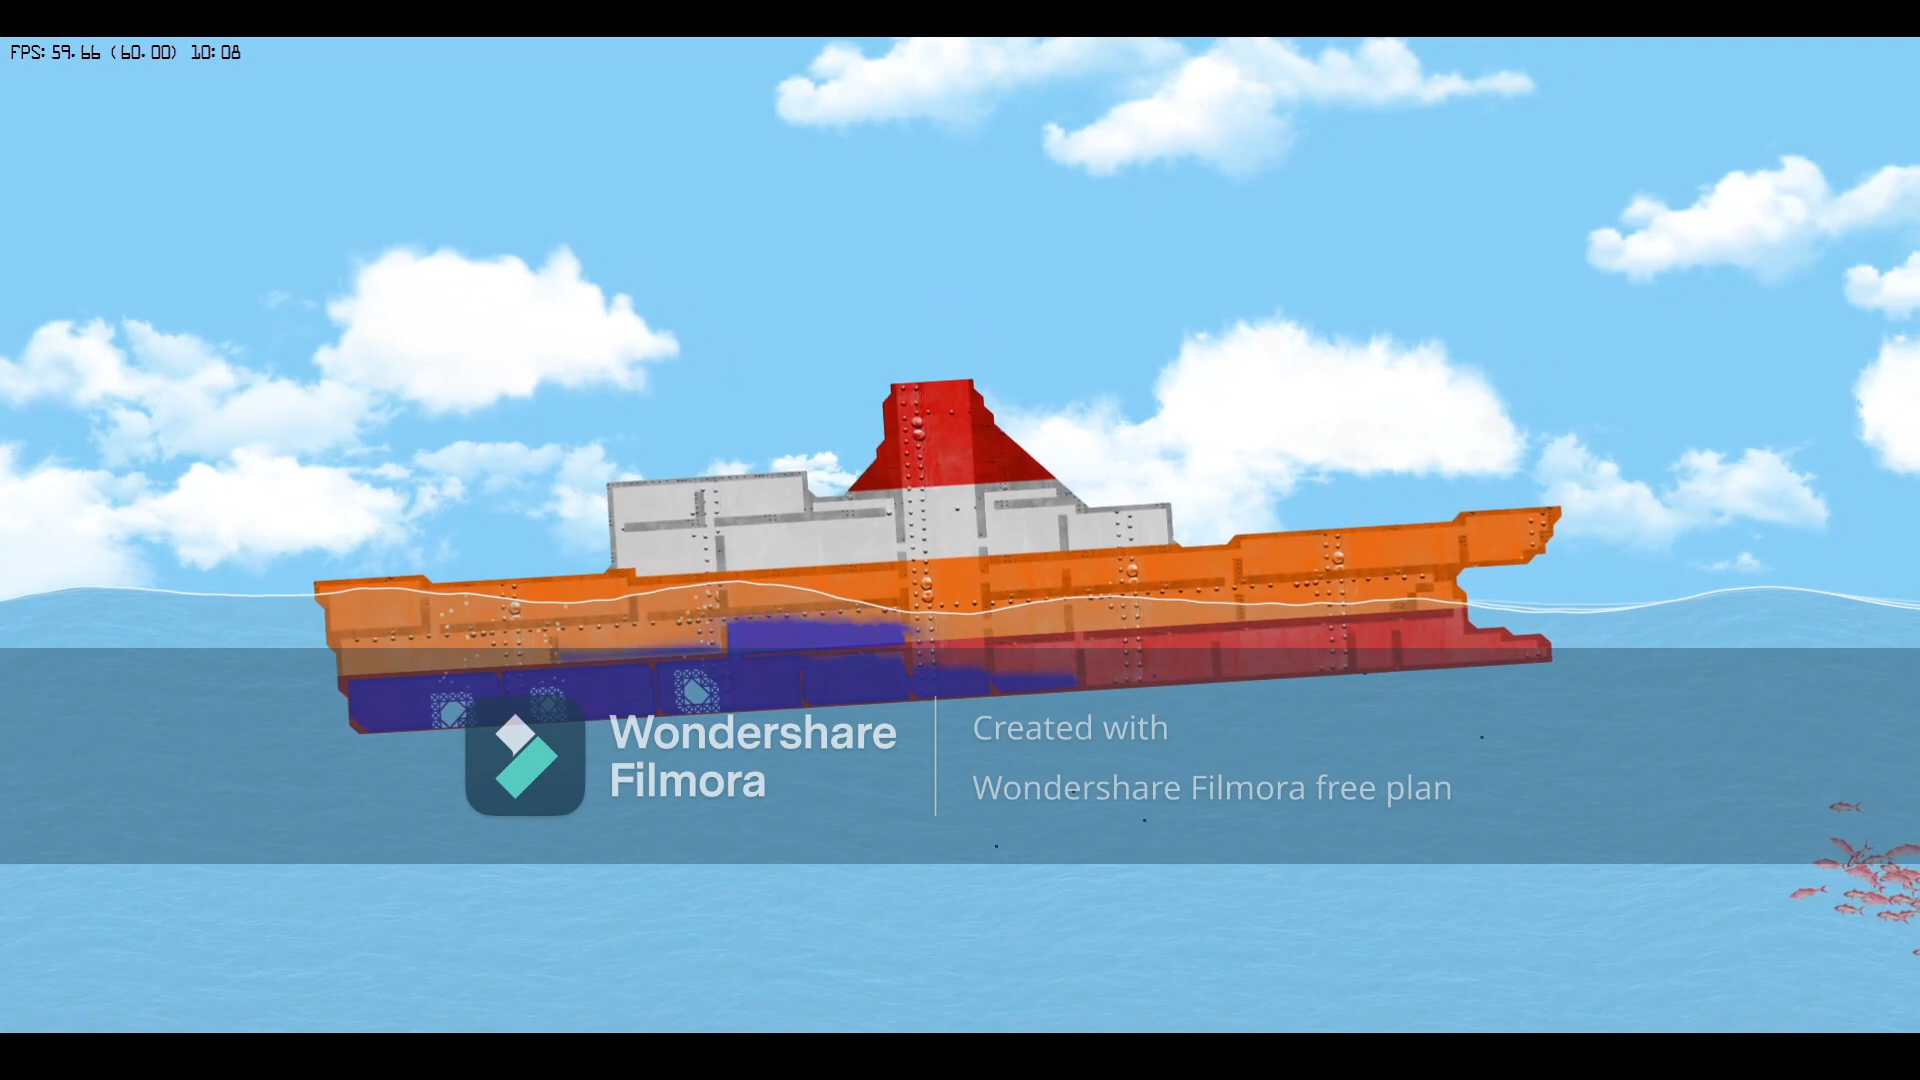 FPS: 59.66 (60.00) 10:08
Wondershare
Filmora
Created with
Wondershare Filmora free plan